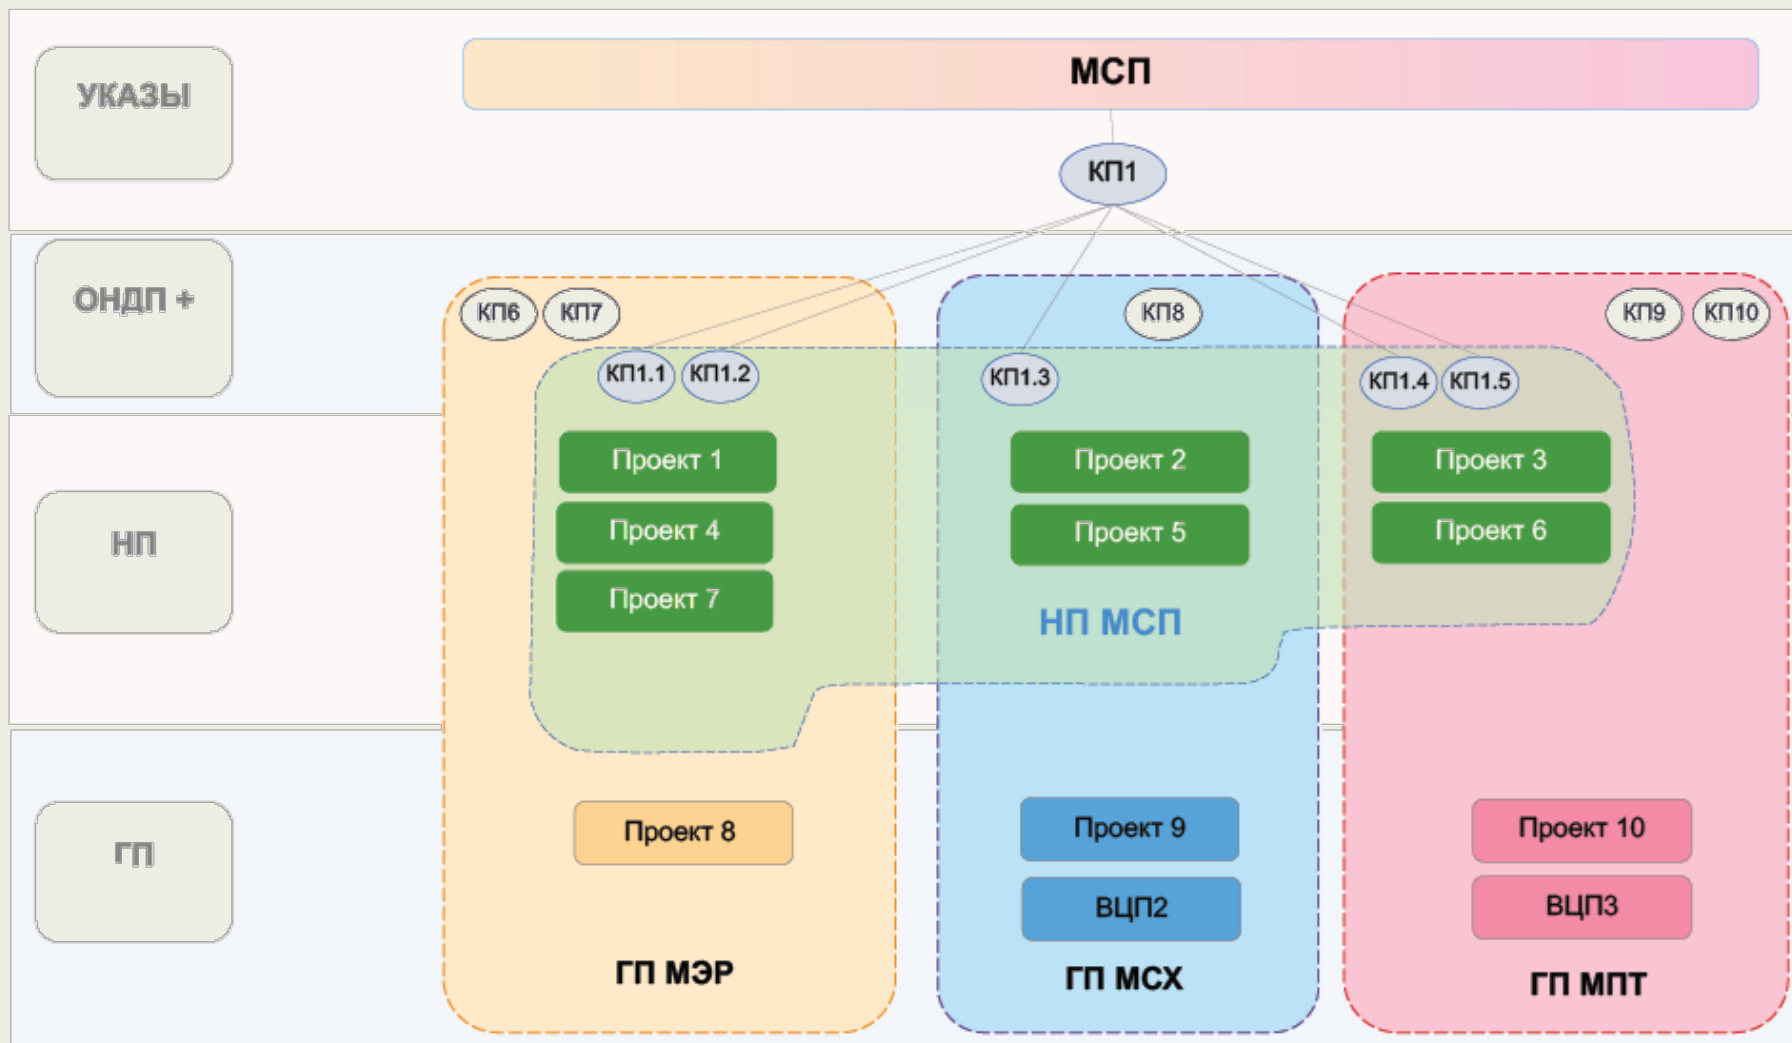 УКАЗЫ
МСП
КП1
ОНДП +
КП6
КП7
КП8
КП9
КП10
КП1.1
КП1.2
КП1.3
КП1.4
КП1.5
НП
Проект 1
Проект 2
Проект 3
Проект 4
Проект 5
Проект 6
Проект 7
НП МСП
ГП
Проект 8
Проект 9
Проект 10
ВЦП2
ВЦП3
ГП МЭР
ГП МСХ
ГП МПТ